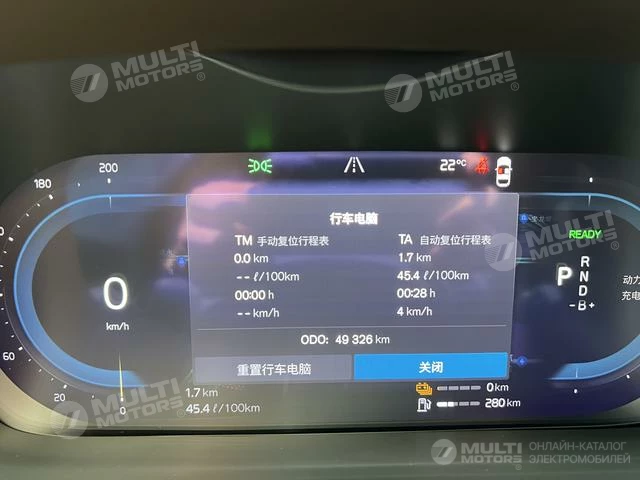 MULTI MOTORS
MULTI MOTORS
200
22°C
180
行车电脑
TM 手动复位行程表
TA 自动复位行程表
READY
0.0 km
1.7 km
-- ℓ/100km
45.4 ℓ/100km
P
R
N
D
-B+
动力
充电
00:00 h
00:28 h
0
km/h
-- km/h
4 km/h
ODO: 49 326 km
60
重置行车电脑
关闭
20
0
1.7 km
45.4 ℓ/100km
0 km
280 km
MULTI MOTORS
MULTI MOTORS
MULTI MOTORS
ОНЛАЙН-КАТАЛОГ
ЭЛЕКТРОМОБИЛЕЙ